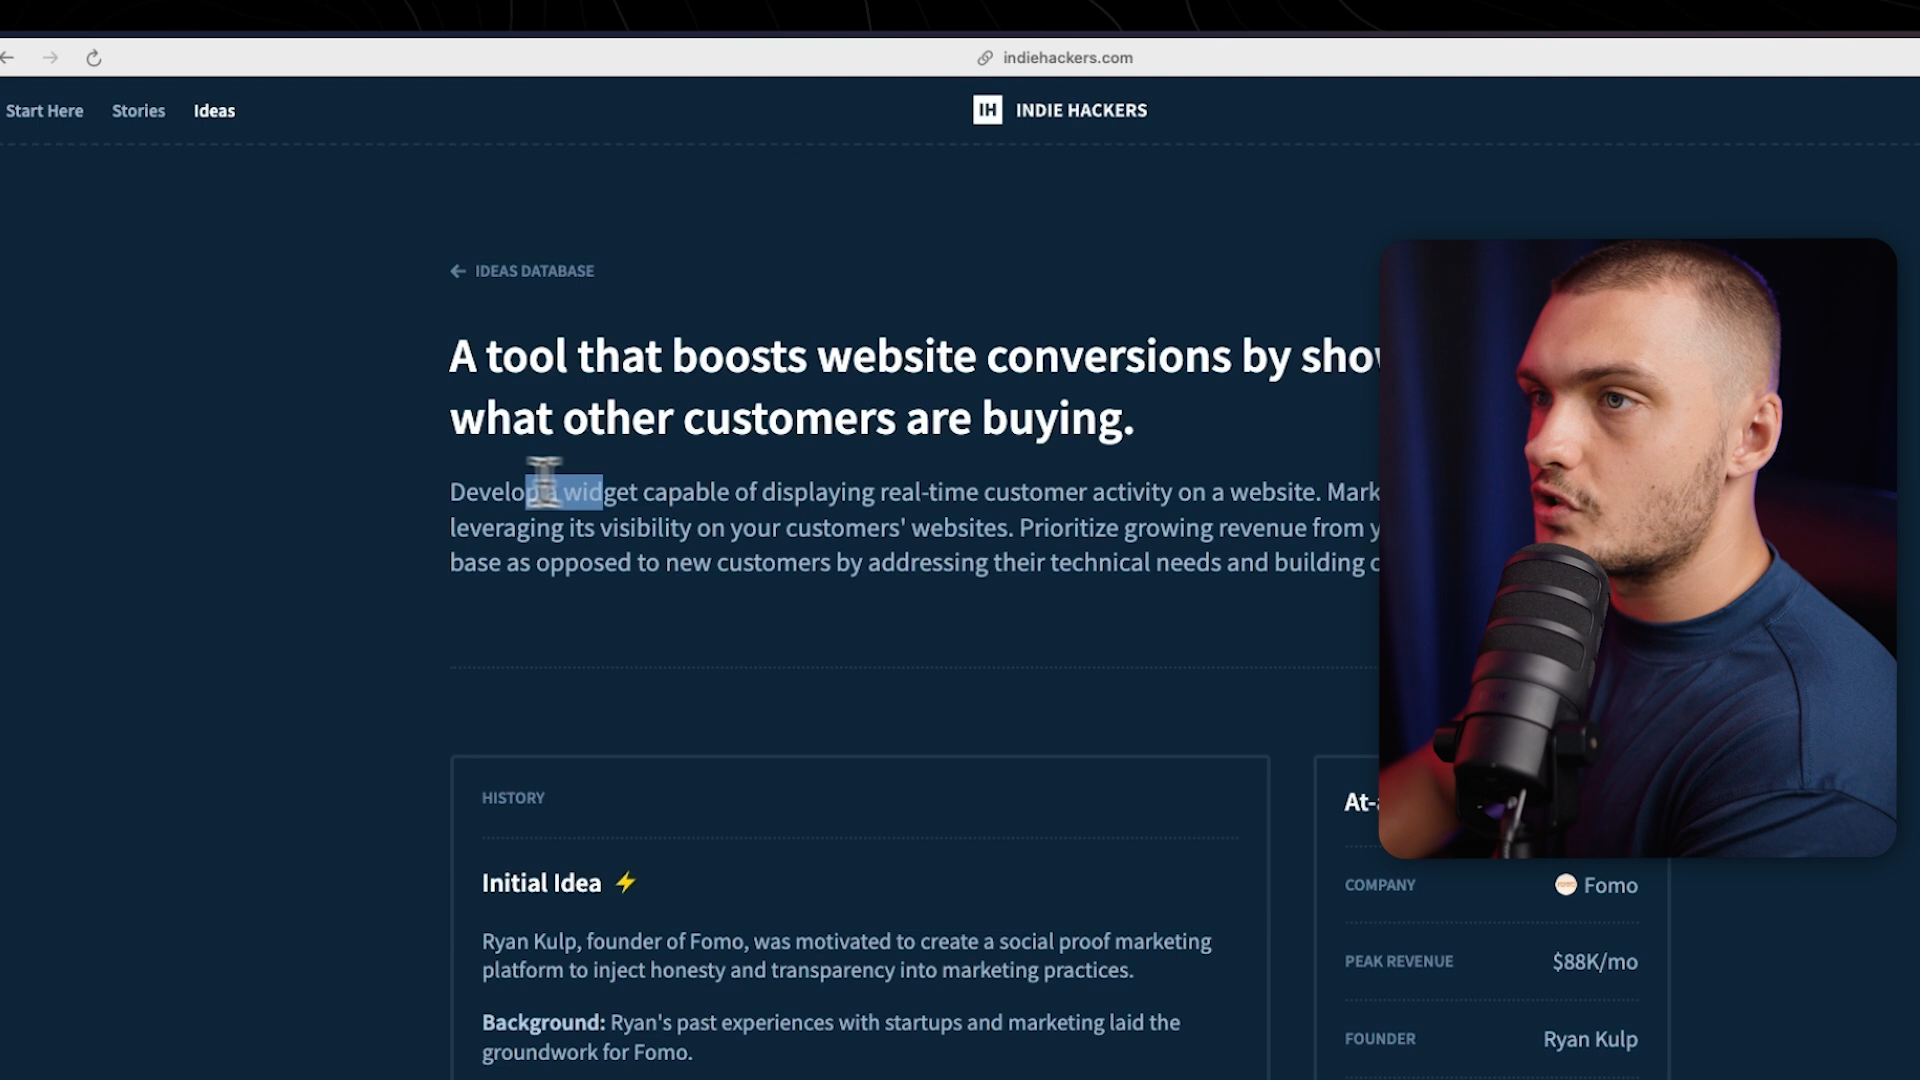 indiehackers.com
Start Here
Stories
Ideas
IH INDIE HACKERS
← IDEAS DATABASE
A tool that boosts website conversions by
what other customers are buying.
Develop a widget capable of displaying real-time customer activity on a website.
leveraging its visibility on your customers' websites. Prioritize growing revenue from
base as opposed to new customers by addressing their technical needs and building
HISTORY
Initial Idea ⚡
Ryan Kulp, founder of Fomo, was motivated to create a social proof marketing
platform to inject honesty and transparency into marketing practices.
Background: Ryan's past experiences with startups and marketing laid the
groundwork for Fomo.
At-
COMPANY
Fomo
PEAK REVENUE
$88K/mo
FOUNDER
Ryan Kulp